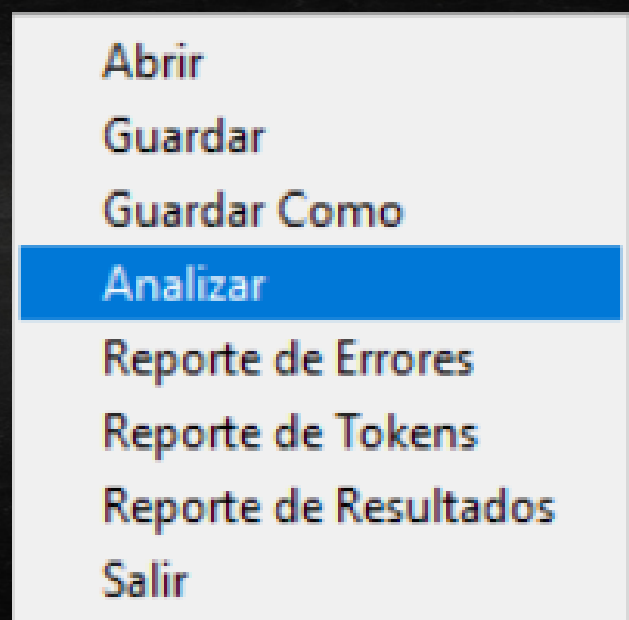 Abrir
Guardar
Guardar Como
Analizar
Reporte de Errores
Reporte de Tokens
Reporte de Resultados
Salir